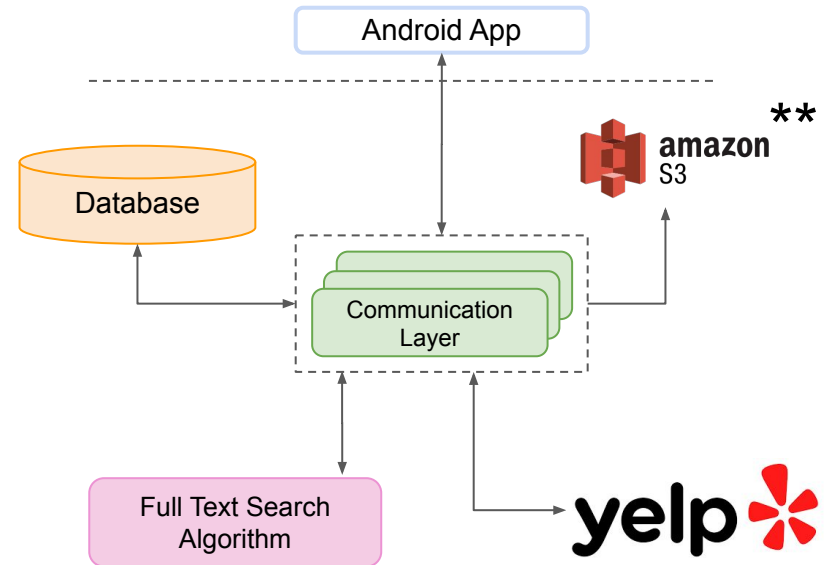 Android App
**
amazon
S3
Database
Communication
Layer
Full Text Search
Algorithm
yelp